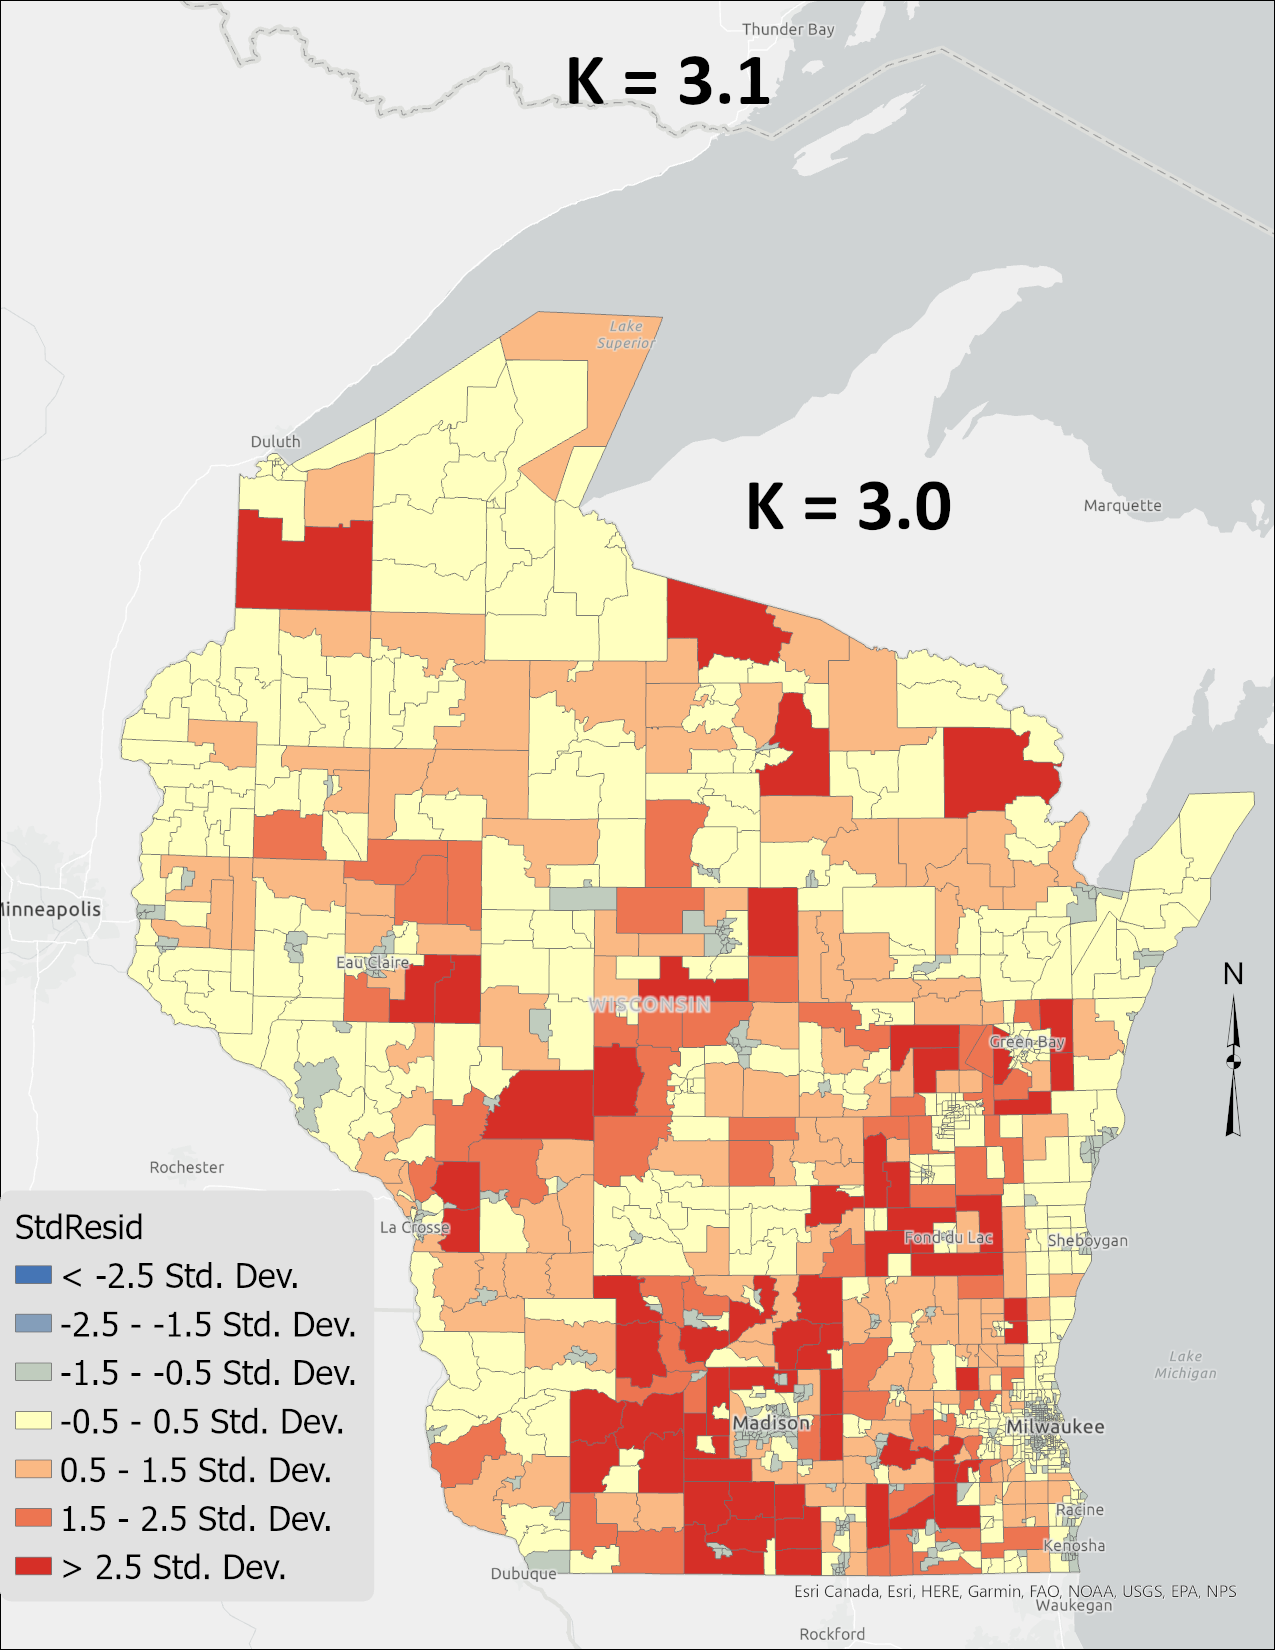 Thunder Bay
K = 3.1
Lake
Superior
Duluth
K = 3.0
Marquette
Minneapolis
Eau Claire
N
WISCONSIN
Green Bay
Rochester
La Crosse
Fond du Lac
Sheboygan
StdResid
< -2.5 Std. Dev.
-2.5 - -1.5 Std. Dev.
-1.5 - -0.5 Std. Dev.
-0.5 - 0.5 Std. Dev.
0.5 - 1.5 Std. Dev.
1.5 - 2.5 Std. Dev.
> 2.5 Std. Dev.
Lake
Michigan
Madison
Milwaukee
Racine
Kenosha
Dubuque
Esri Canada, Esri, HERE, Garmin, FAO, NOAA, USGS, EPA, NPS
Waukegan
Rockford